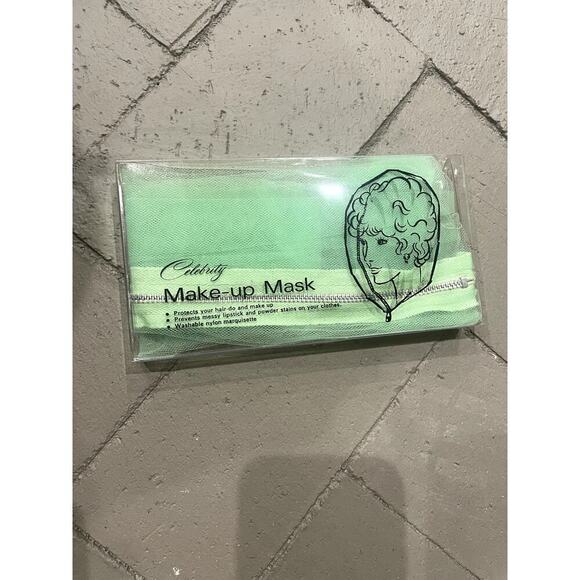 Celebrity
Make-up Mask
• Protects your hair-do and make up
• Prevents messy lipstick and powder stains on your clothes.
• Washable nylon marquisette